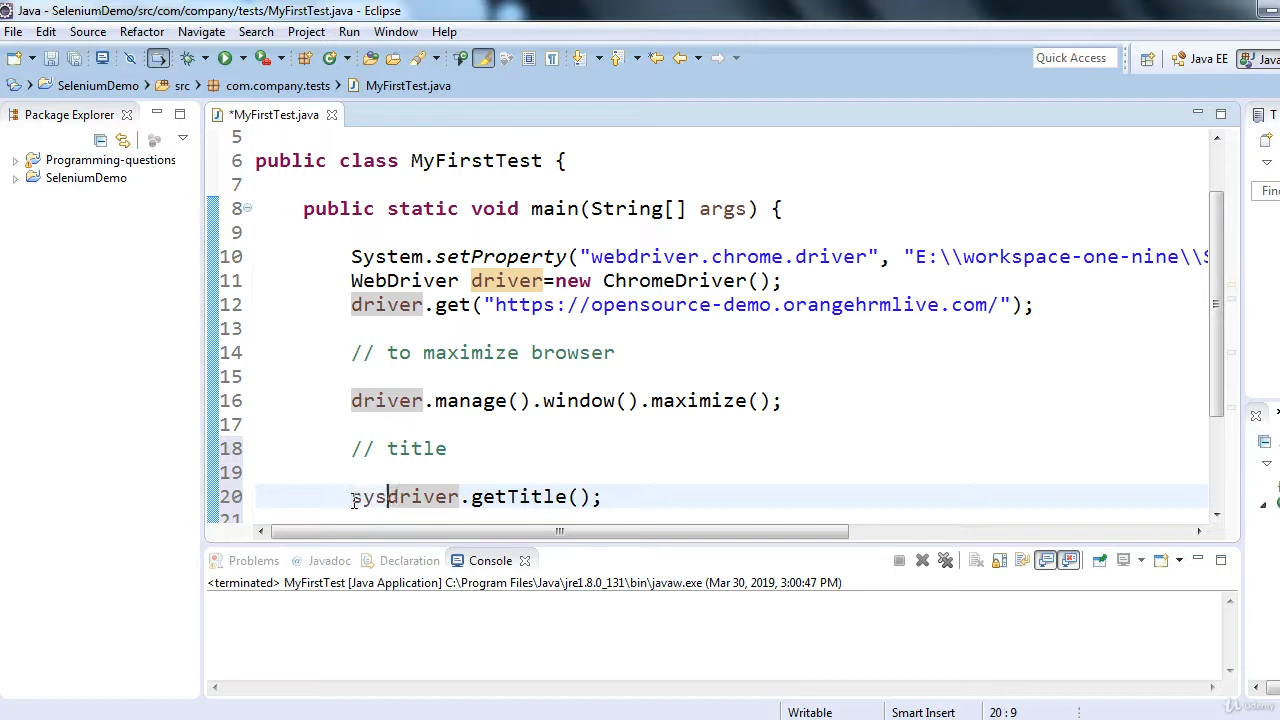 Java - SeleniumDemo/src/com/company/tests/MyFirstTest.java - Eclipse
File Edit Source Refactor Navigate Search Project Run Window Help
Quick Access Java EE Java
SeleniumDemo src com.company.tests MyFirstTest.java
Package Explorer *MyFirstTest.java T
Programming-questions
SeleniumDemo
Find
5
6 public class MyFirstTest {
7
8 public static void main(String[] args) {
9
10 System.setProperty("webdriver.chrome.driver", "E:\\workspace-one-nine\\S
11 WebDriver driver=new ChromeDriver();
12 driver.get("https://opensource-demo.orangehrmlive.com/");
13
14 // to maximize browser
15
16 driver.manage().window().maximize();
17
18 // title
19
20 sysdriver.getTitle();
21
Problems @ Javadoc Declaration Console
<terminated> MyFirstTest [Java Application] C:\Program Files\Java\jre1.8.0_131\bin\javaw.exe (Mar 30, 2019, 3:00:47 PM)
Writable Smart Insert 20 : 9
Udemy